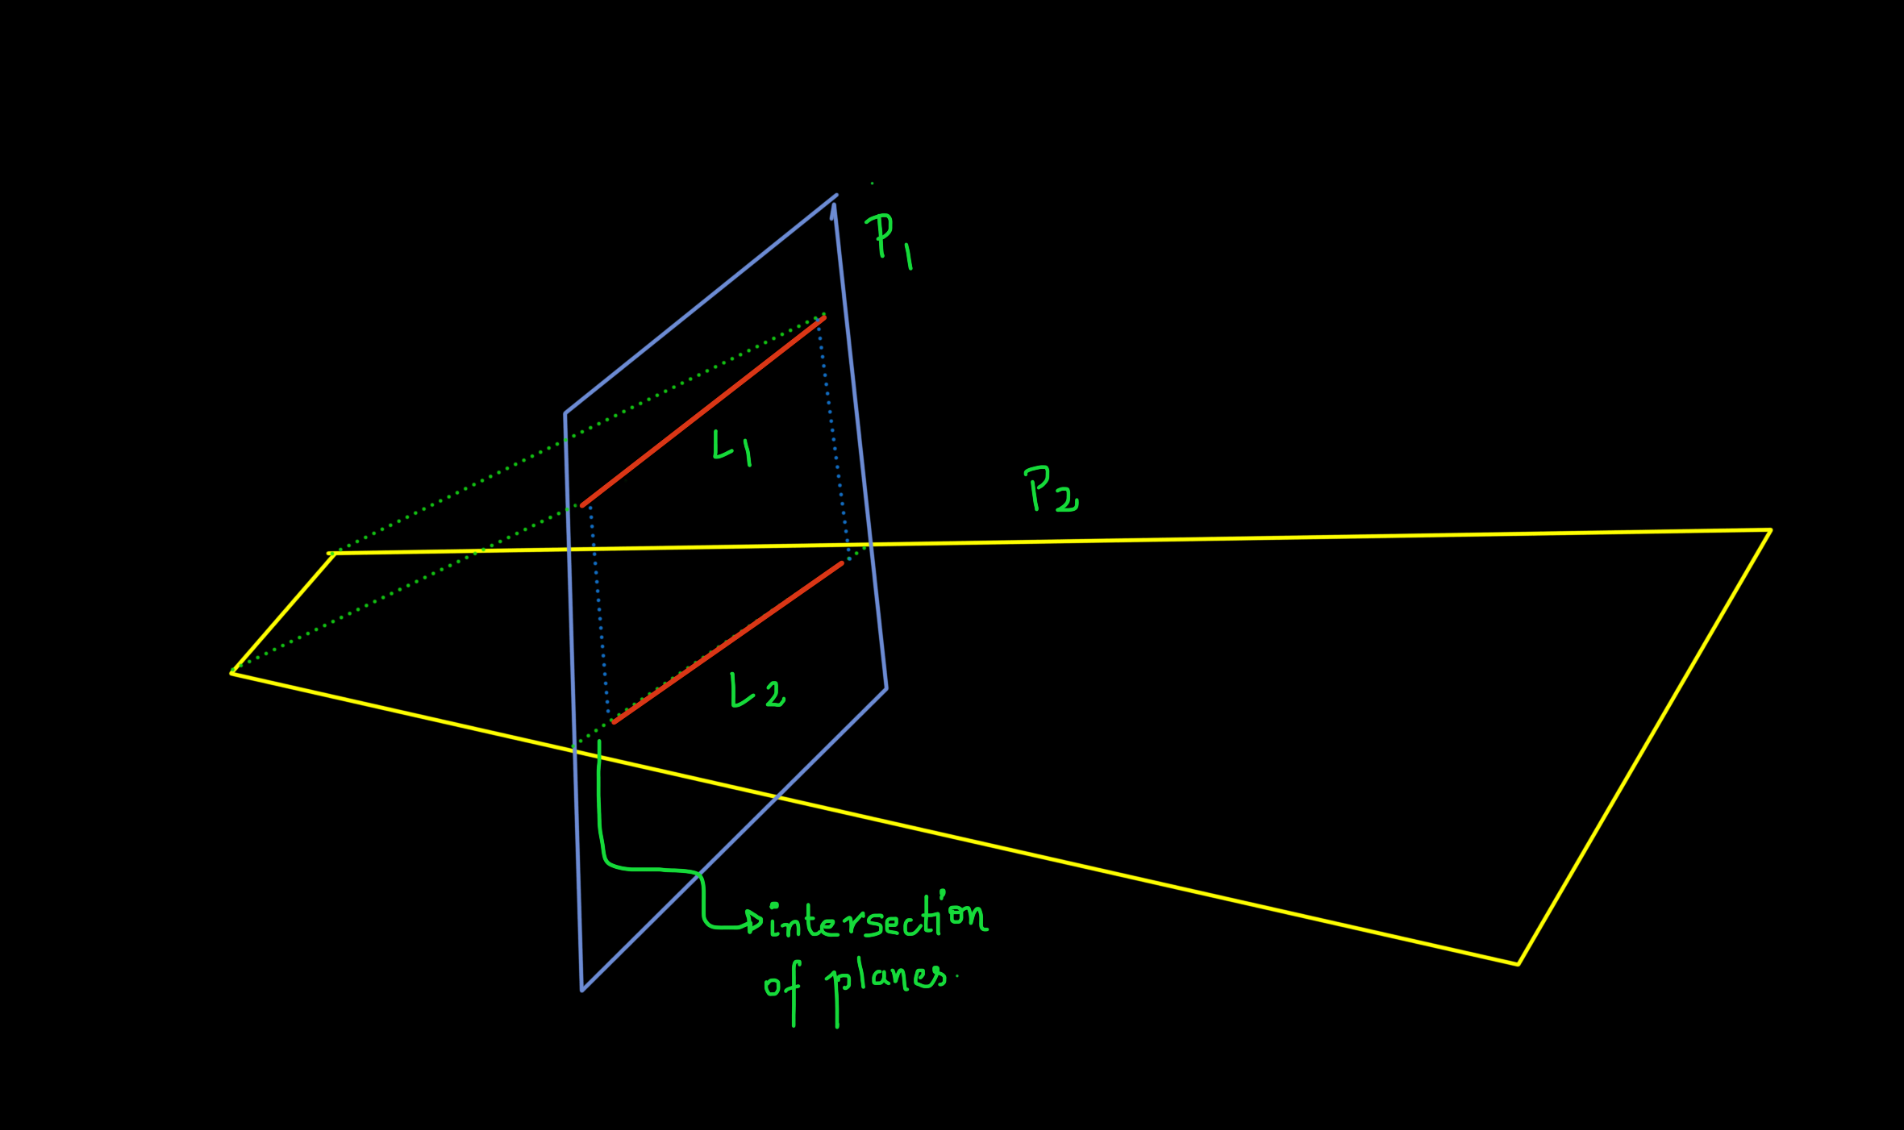 P₁
L₁
P₂
L₂
intersection
of planes.